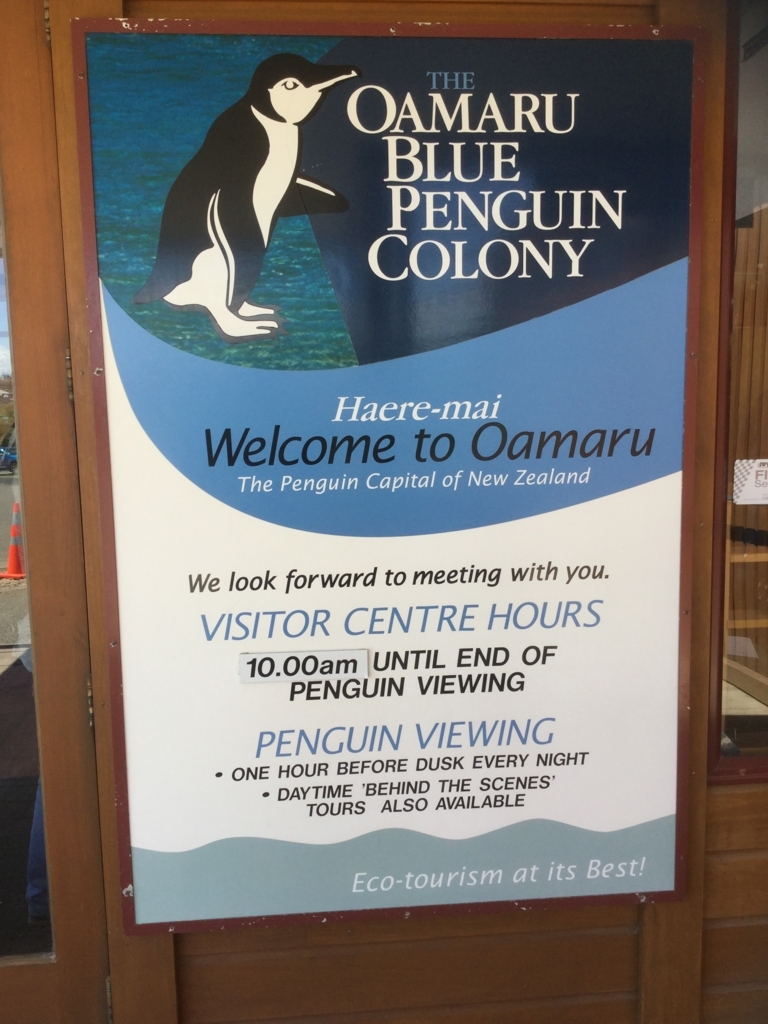 THE
OAMARU
BLUE
PENGUIN
COLONY
Haere-mai
Welcome to Oamaru
The Penguin Capital of New Zealand
We look forward to meeting with you.
VISITOR CENTRE HOURS
10.00am UNTIL END OF
PENGUIN VIEWING
PENGUIN VIEWING
• ONE HOUR BEFORE DUSK EVERY NIGHT
• DAYTIME 'BEHIND THE SCENES'
TOURS ALSO AVAILABLE
Eco-tourism at its Best!